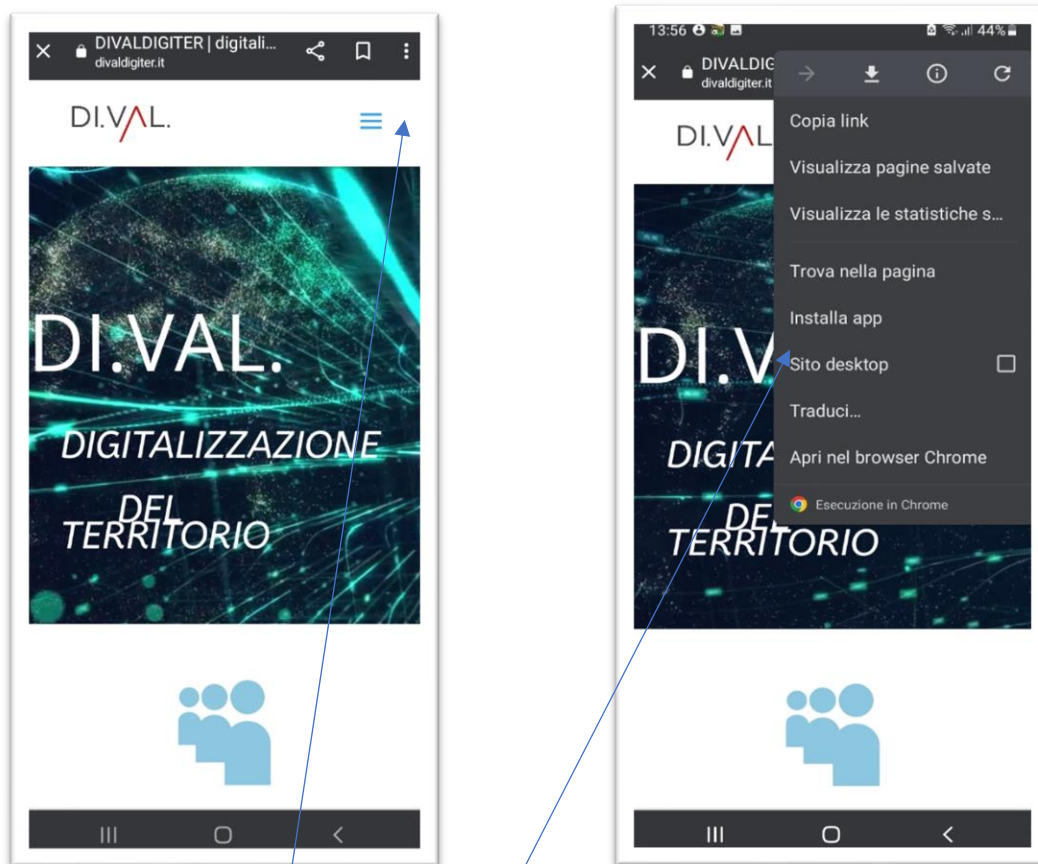 DIVALDIGITER | digitali...
divaldigiter.it
DI.VAL.
DI.VAL.
DIGITALIZZAZIONE
DEL
TERRITORIO
13:56
44%
DIVALDIG
divaldigiter.it
DI.VAL
Copia link
Visualizza pagine salvate
Visualizza le statistiche s...
Trova nella pagina
Installa app
Sito desktop
Traduci...
Apri nel browser Chrome
Esecuzione in Chrome
DI.V
DIGITA
DEL
TERRITORIO